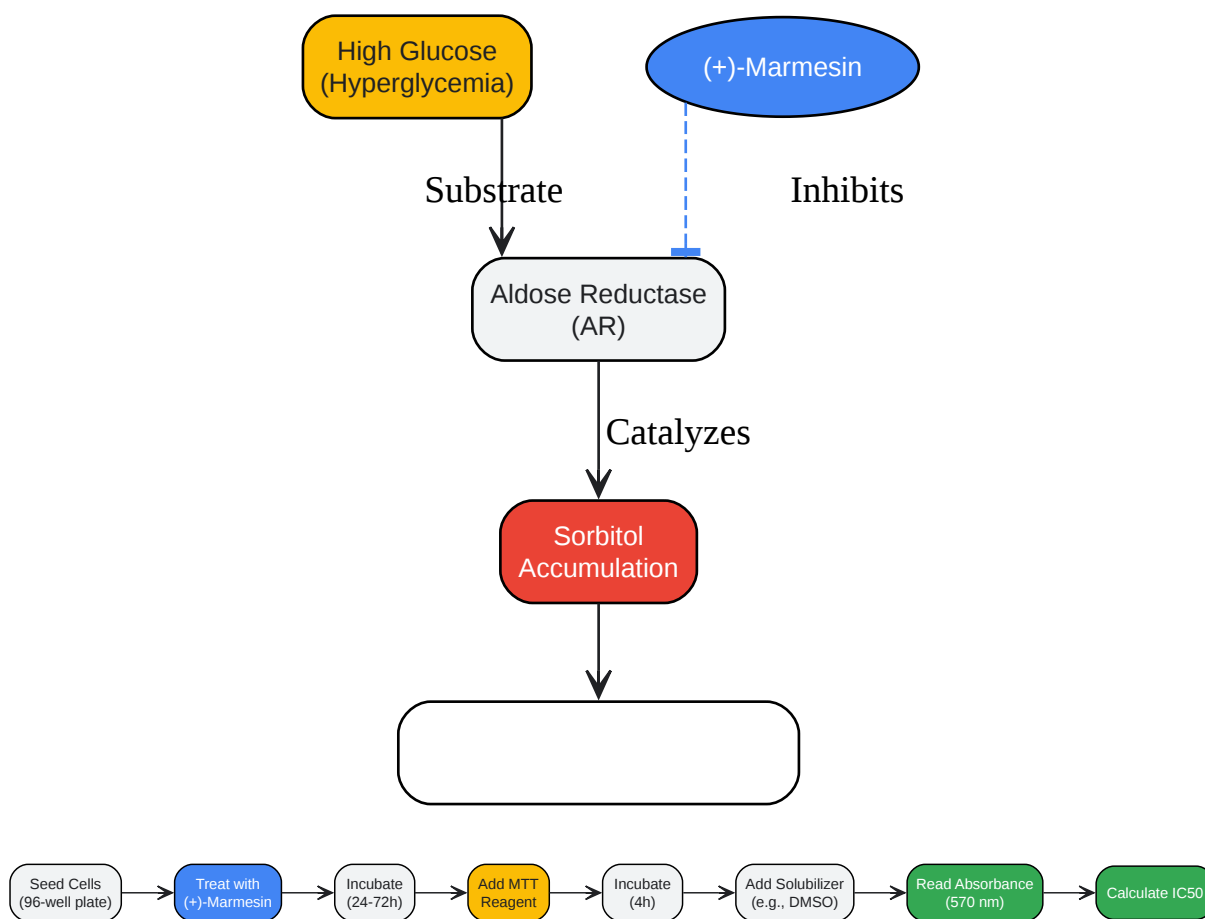 High Glucose
(Hyperglycemia)
(+)-Marmesin
Substrate
Inhibits
Aldose Reductase
(AR)
Catalyzes
Sorbitol
Accumulation
Seed Cells
(96-well plate)
Treat with
(+)-Marmesin
Incubate
(24-72h)
Add MTT
Reagent
Incubate
(4h)
Add Solubilizer
(e.g., DMSO)
Read Absorbance
(570 nm)
Calculate IC50